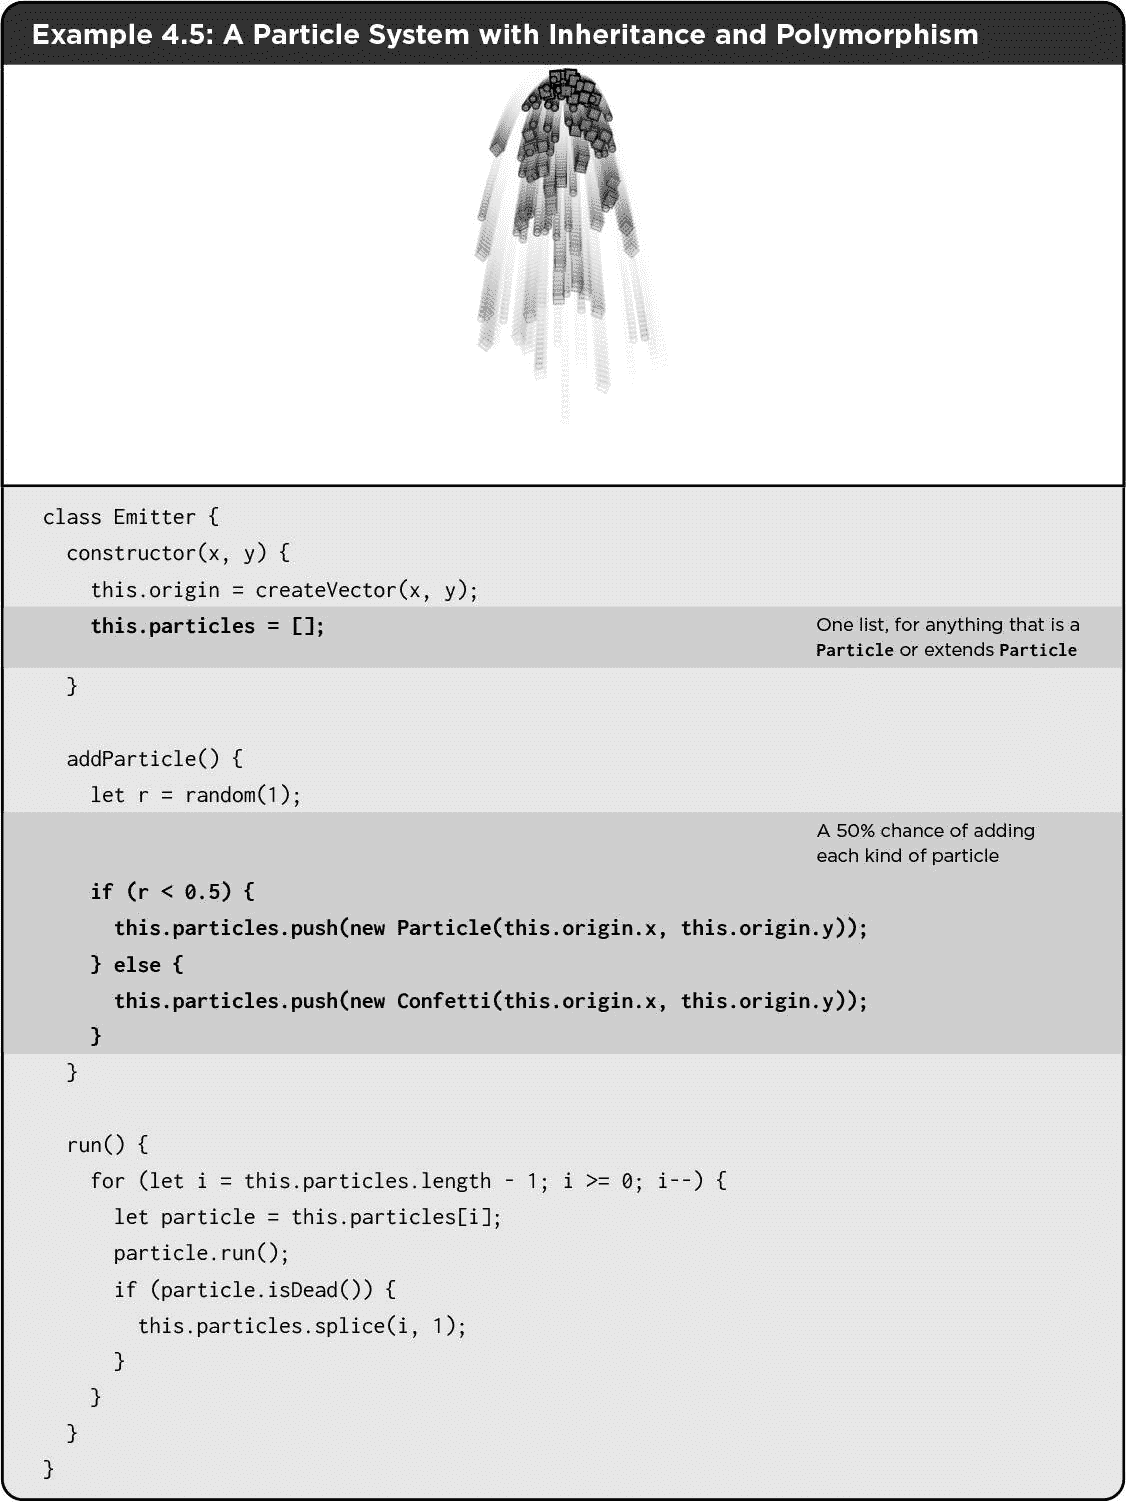 Example 4.5: A Particle System with Inheritance and Polymorphism
class Emitter {
constructor(x, y) {
this.origin = createVector(x, y);
this.particles = [];
One list, for anything that is a
Particle or extends Particle
}
addParticle() {
let r = random(1);
A 50% chance of adding
each kind of particle
if (r < 0.5) {
this.particles.push(new Particle(this.origin.x, this.origin.y));
} else {
this.particles.push(new Confetti(this.origin.x, this.origin.y));
}
}
run() {
for (let i = this.particles.length - 1; i >= 0; i--) {
let particle = this.particles[i];
particle.run();
if (particle.isDead()) {
this.particles.splice(i, 1);
}
}
}
}